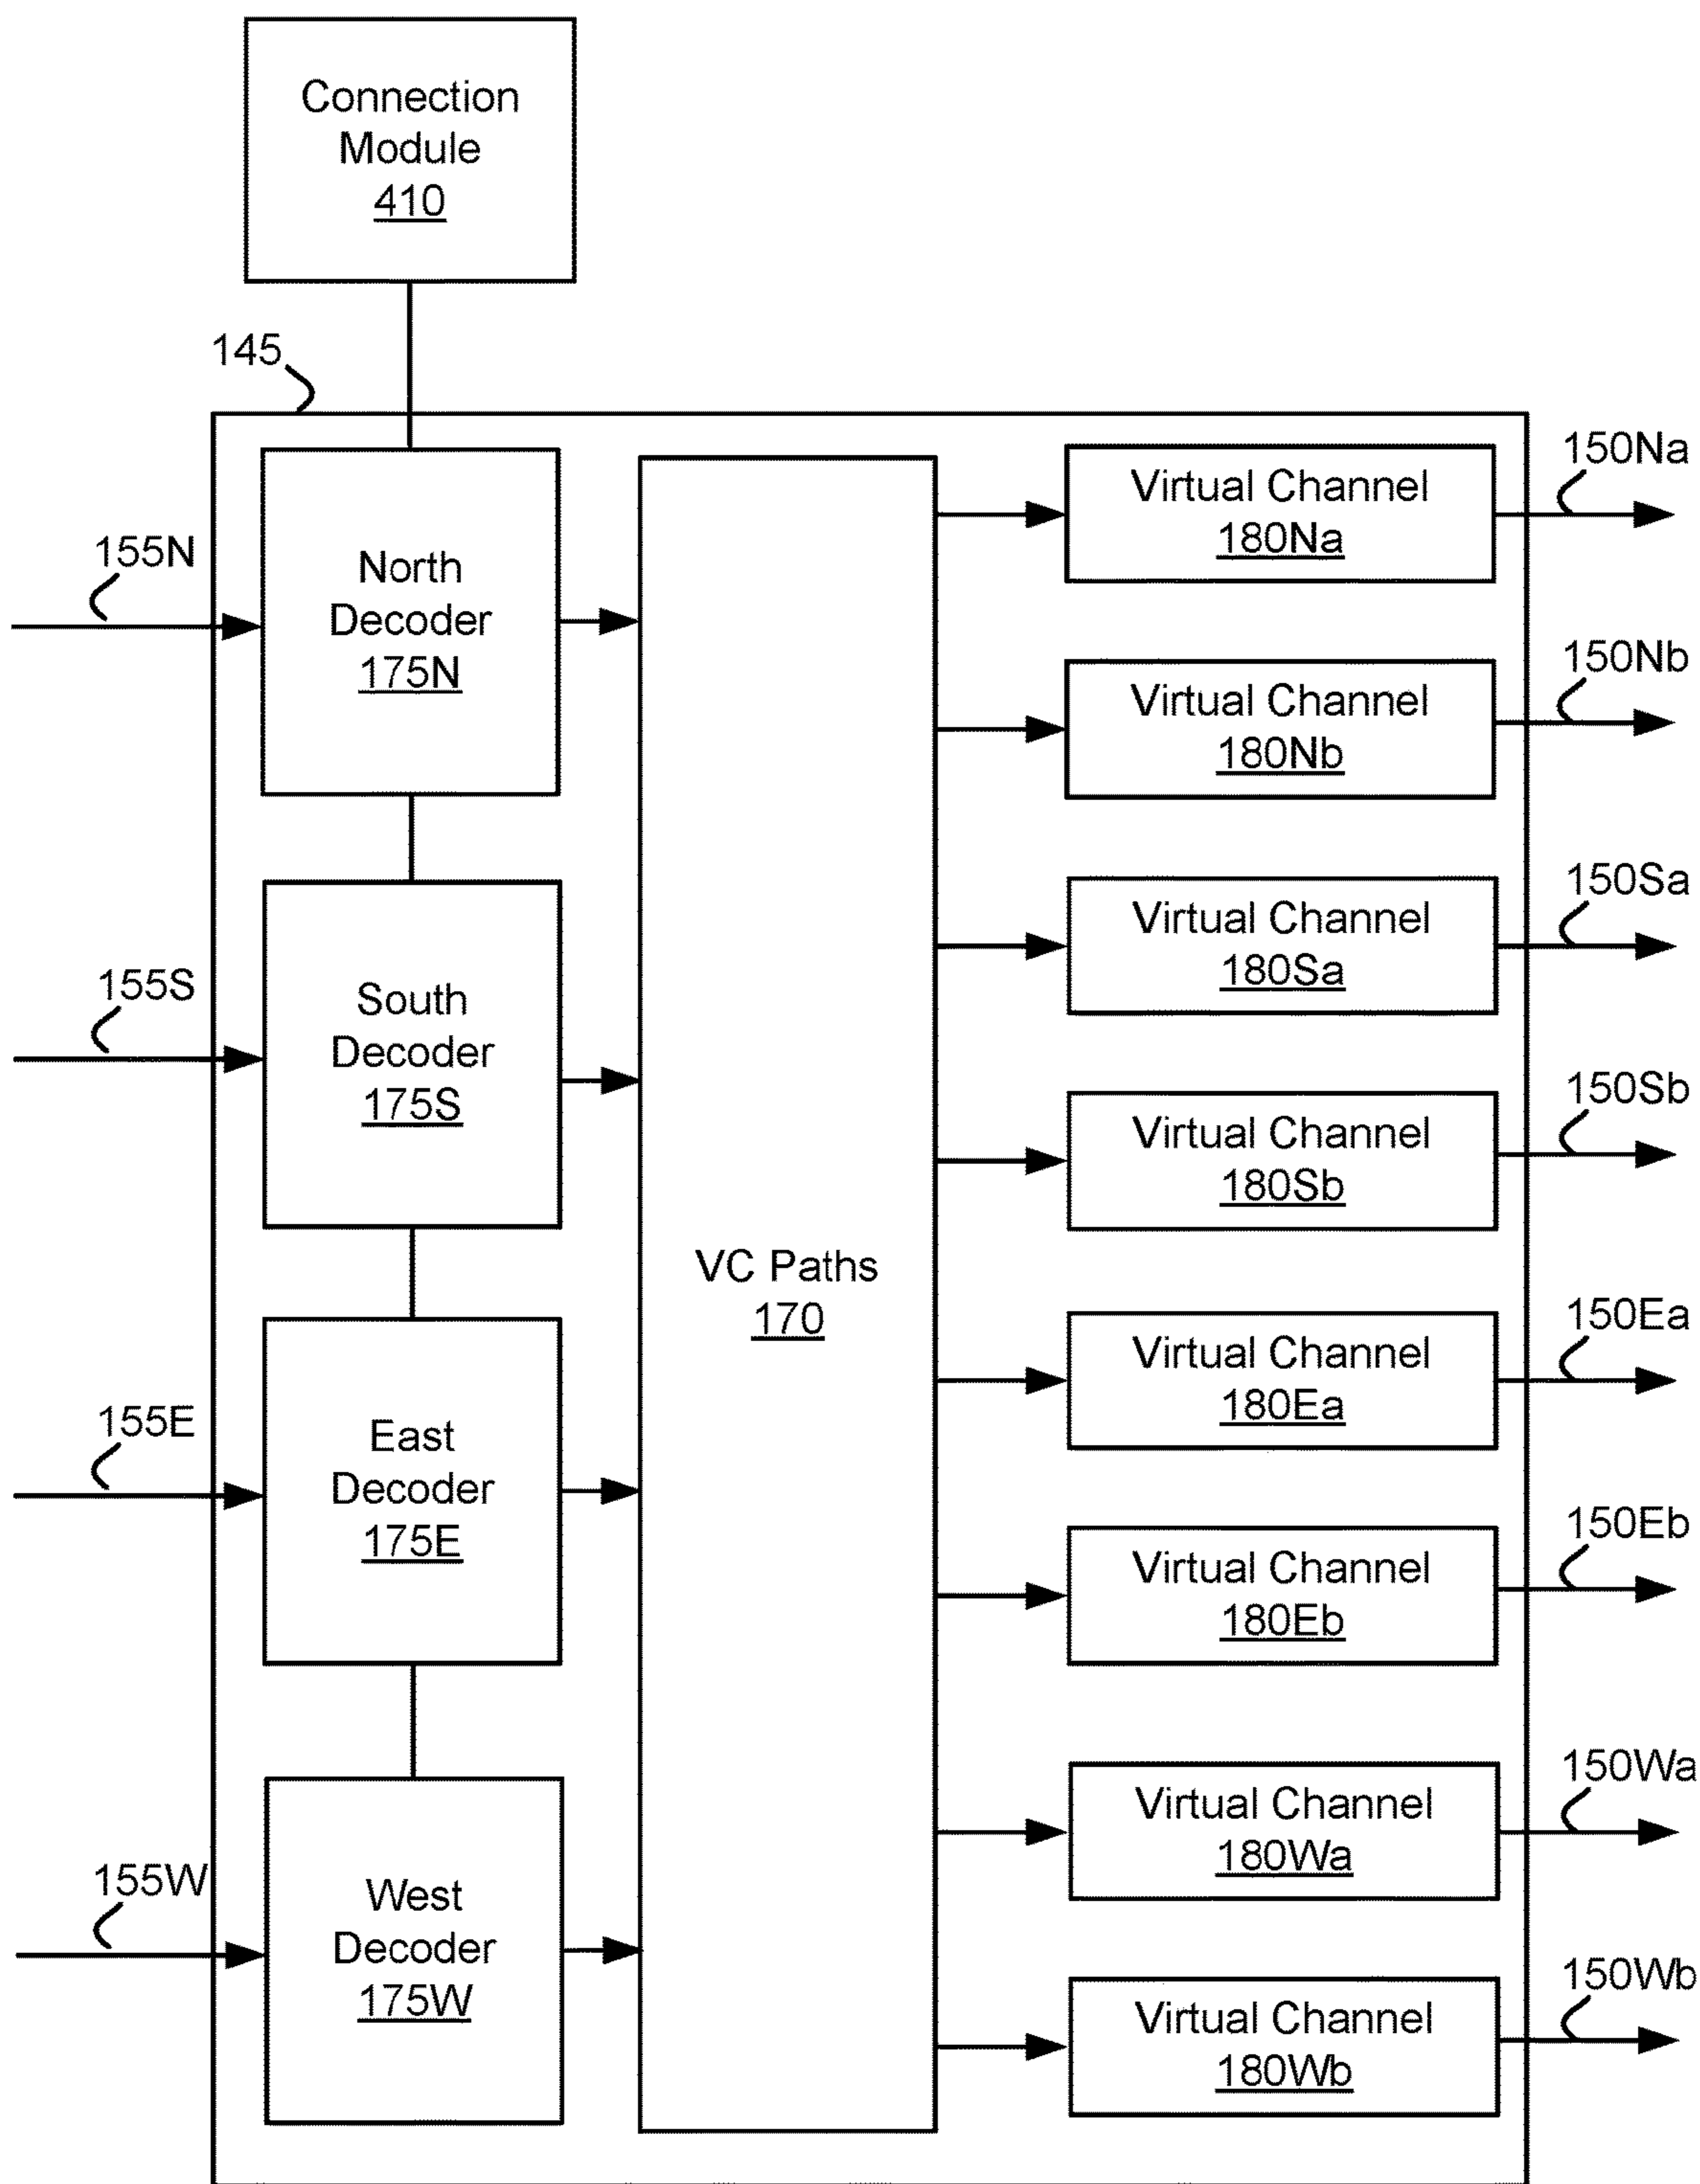 Connection
Module
410
145
150Na
Virtual Channel
180Na
155N
North
Decoder
175N
150Nb
Virtual Channel
180Nb
150Sa
Virtual Channel
180Sa
155S
South
Decoder
175S
150Sb
Virtual Channel
180Sb
VC Paths
170
150Ea
Virtual Channel
180Ea
155E
East
Decoder
175E
150Eb
Virtual Channel
180Eb
150Wa
Virtual Channel
180Wa
155W
West
Decoder
175W
150Wb
Virtual Channel
180Wb